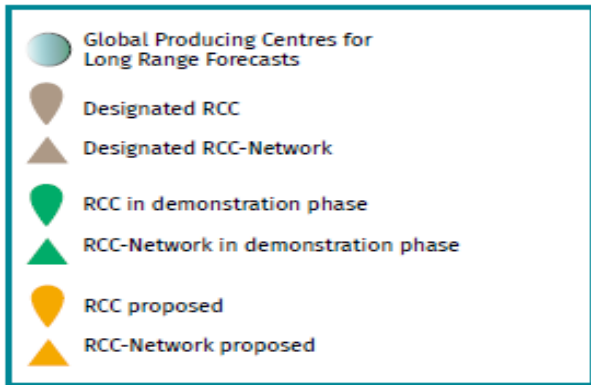 Global Producing Centres for
Long Range Forecasts
Designated RCC
Designated RCC-Network
RCC in demonstration phase
RCC-Network in demonstration phase
RCC proposed
RCC-Network proposed